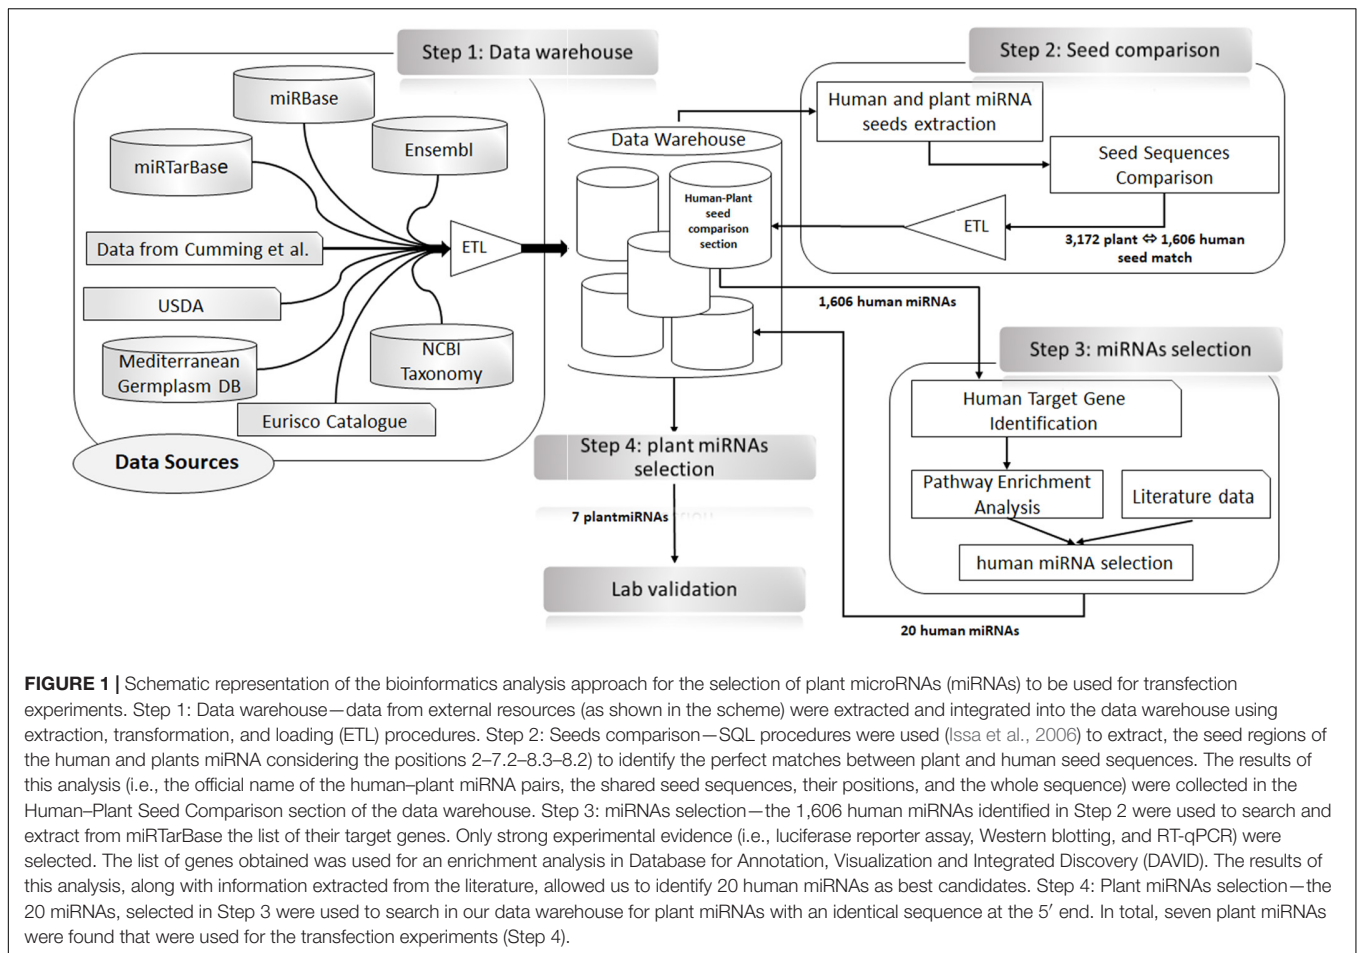 Step 1: Data warehouse
miRBase
miRTarBase
Ensembl
Data from Cumming et al.
USDA
Mediterranean
Germplasm DB
Eurisco Catalogue
NCBI
Taxonomy
ETL
Data Sources
Data Warehouse
Human-Plant
seed
comparison
section
Step 2: Seed comparison
Human and plant miRNA
seeds extraction
Seed Sequences
Comparison
ETL
3,172 plant ⇔ 1,606 human
seed match
1,606 human miRNAs
Step 3: miRNAs selection
Human Target Gene
Identification
Pathway Enrichment
Analysis
Literature data
human miRNA selection
20 human miRNAs
Step 4: plant miRNAs
selection
7 plantmiRNAs
Lab validation
FIGURE 1 | Schematic representation of the bioinformatics analysis approach for the selection of plant microRNAs (miRNAs) to be used for transfection
experiments. Step 1: Data warehouse—data from external resources (as shown in the scheme) were extracted and integrated into the data warehouse using
extraction, transformation, and loading (ETL) procedures. Step 2: Seeds comparison—SQL procedures were used (Issa et al., 2006) to extract, the seed regions of
the human and plants miRNA considering the positions 2–7.2–8.3–8.2) to identify the perfect matches between plant and human seed sequences. The results of
this analysis (i.e., the official name of the human–plant miRNA pairs, the shared seed sequences, their positions, and the whole sequence) were collected in the
Human–Plant Seed Comparison section of the data warehouse. Step 3: miRNAs selection—the 1,606 human miRNAs identified in Step 2 were used to search and
extract from miRTarBase the list of their target genes. Only strong experimental evidence (i.e., luciferase reporter assay, Western blotting, and RT-qPCR) were
selected. The list of genes obtained was used for an enrichment analysis in Database for Annotation, Visualization and Integrated Discovery (DAVID). The results of
this analysis, along with information extracted from the literature, allowed us to identify 20 human miRNAs as best candidates. Step 4: Plant miRNAs selection—the
20 miRNAs, selected in Step 3 were used to search in our data warehouse for plant miRNAs with an identical sequence at the 5′ end. In total, seven plant miRNAs
were found that were used for the transfection experiments (Step 4).